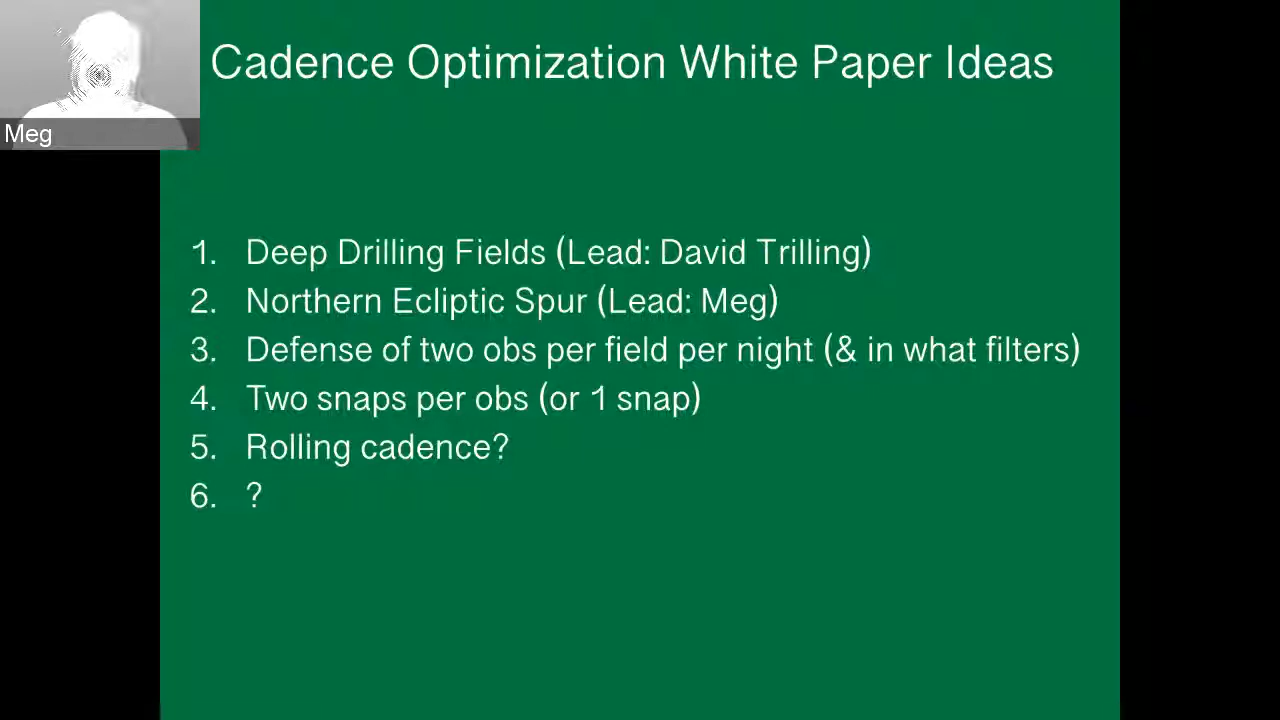 Cadence Optimization White Paper Ideas
Meg
1. Deep Drilling Fields (Lead: David Trilling)
2. Northern Ecliptic Spur (Lead: Meg)
3. Defense of two obs per field per night (& in what filters)
4. Two snaps per obs (or 1 snap)
5. Rolling cadence?
6. ?